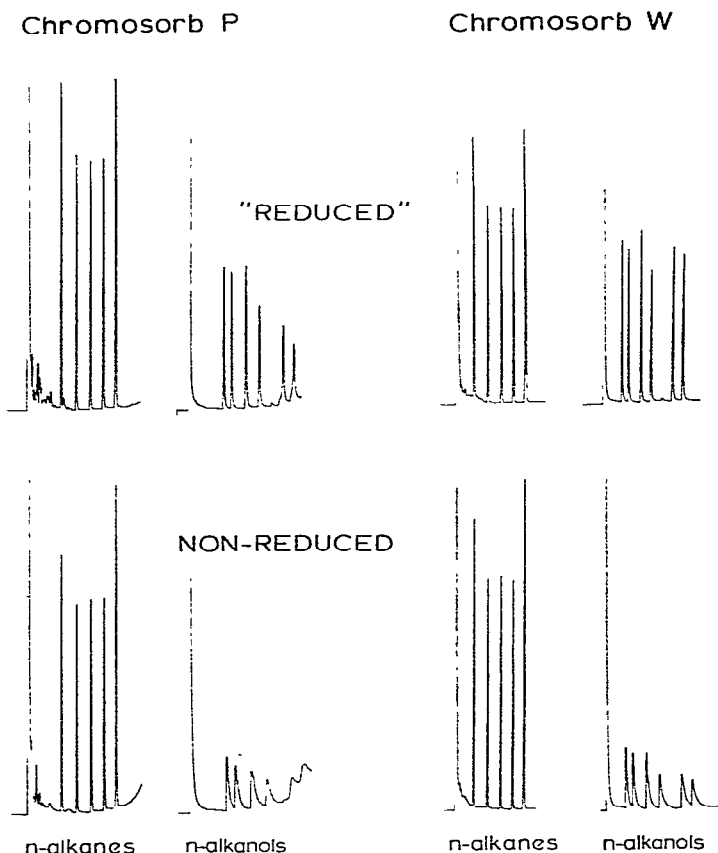 Chromosorb P
Chromosorb W
"REDUCED"
NON-REDUCED
n-alkanes
n-alkanols
n-alkanes
n-alkanols